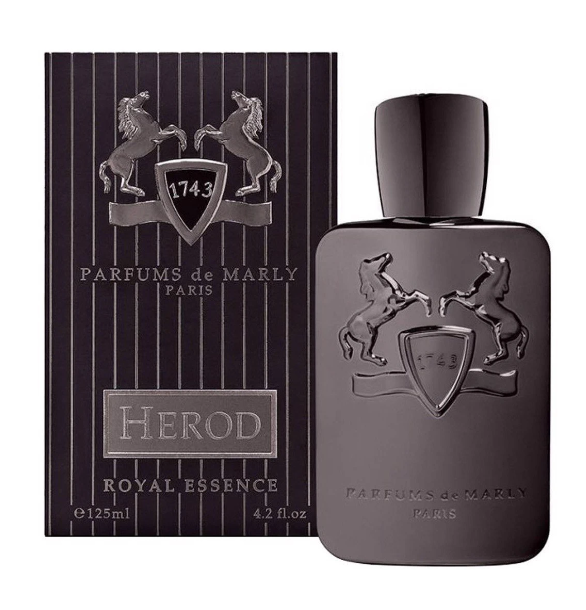 1743
PARFUMS de MARLY
PARIS
HEROD
ROYAL ESSENCE
℮125ml 4.2 fl.oz
1743
PARFUMS de MARLY
PARIS